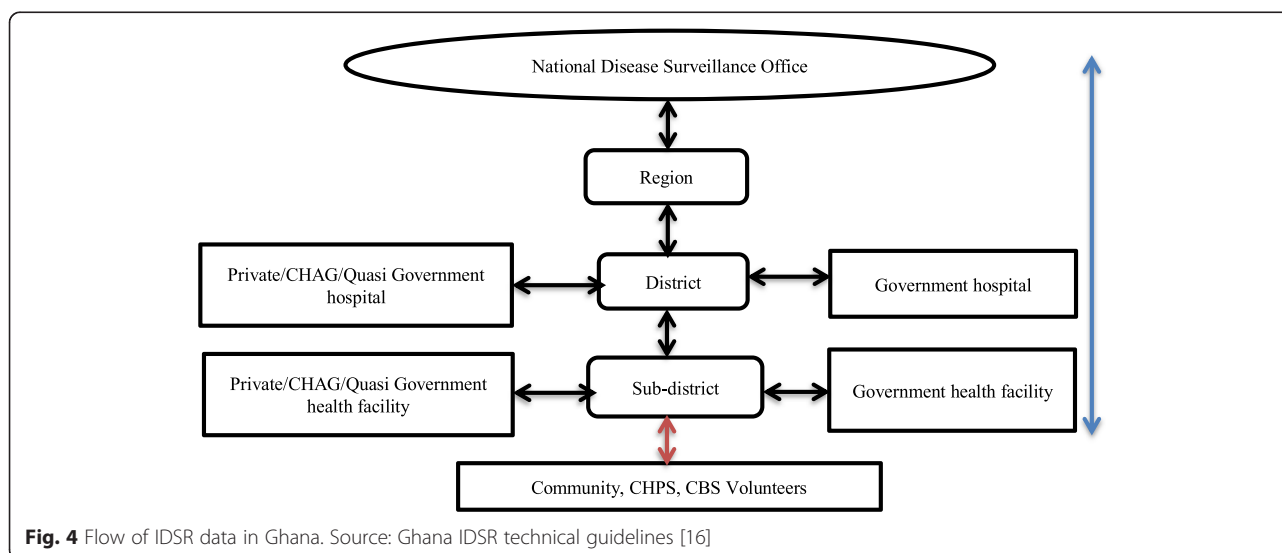 National Disease Surveillance Office
Region
Private/CHAG/Quasi Government
hospital
District
Government hospital
Private/CHAG/Quasi Government
health facility
Sub-district
Government health facility
Community, CHPS, CBS Volunteers
Fig. 4 Flow of IDSR data in Ghana. Source: Ghana IDSR technical guidelines [16]